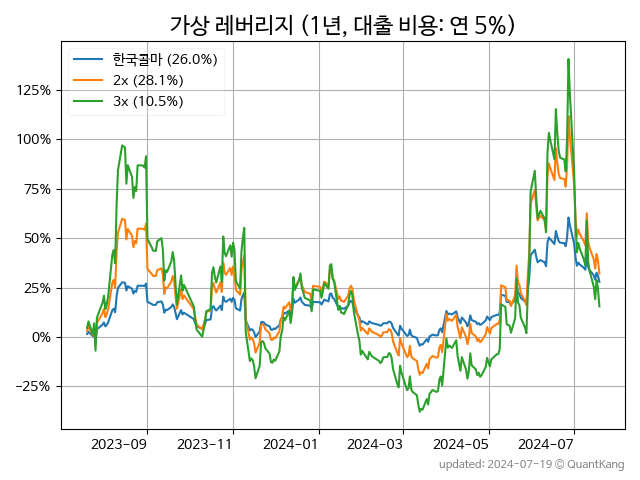 가상 레버리지 (1년, 대출 비용: 연 5%)
한국콜마 (26.0%)
2x (28.1%)
3x (10.5%)
125%
100%
75%
50%
25%
0%
−25%
2023-09
2023-11
2024-01
2024-03
2024-05
2024-07
updated: 2024-07-19 © QuantKang